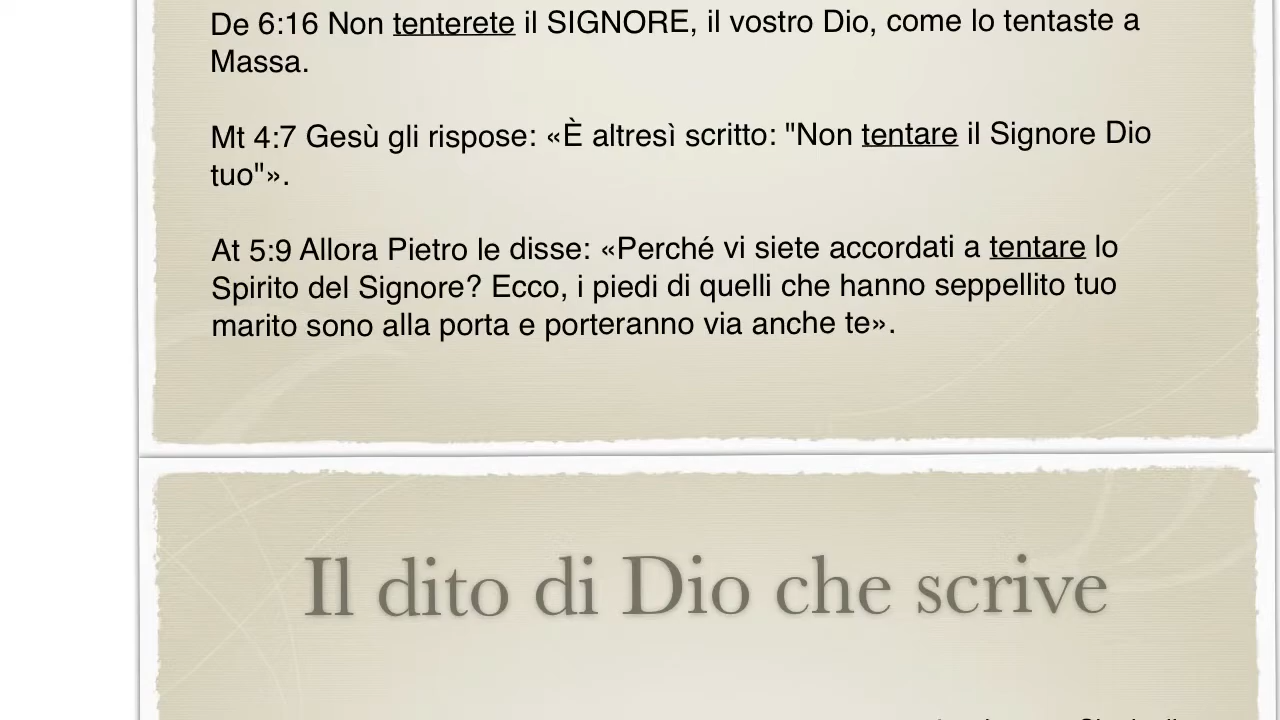 De 6:16 Non tenterete il SIGNORE, il vostro Dio, come lo tentaste a
Massa.
Mt 4:7 Gesù gli rispose: «È altresì scritto: "Non tentare il Signore Dio
tuo"».
At 5:9 Allora Pietro le disse: «Perché vi siete accordati a tentare lo
Spirito del Signore? Ecco, i piedi di quelli che hanno seppellito tuo
marito sono alla porta e porteranno via anche te».
Il dito di Dio che scrive